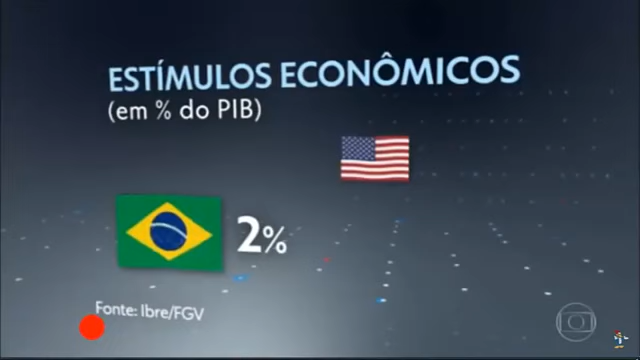 ESTÍMULOS ECONÔMICOS
(em % do PIB)
2%
Fonte: Ibre/FGV